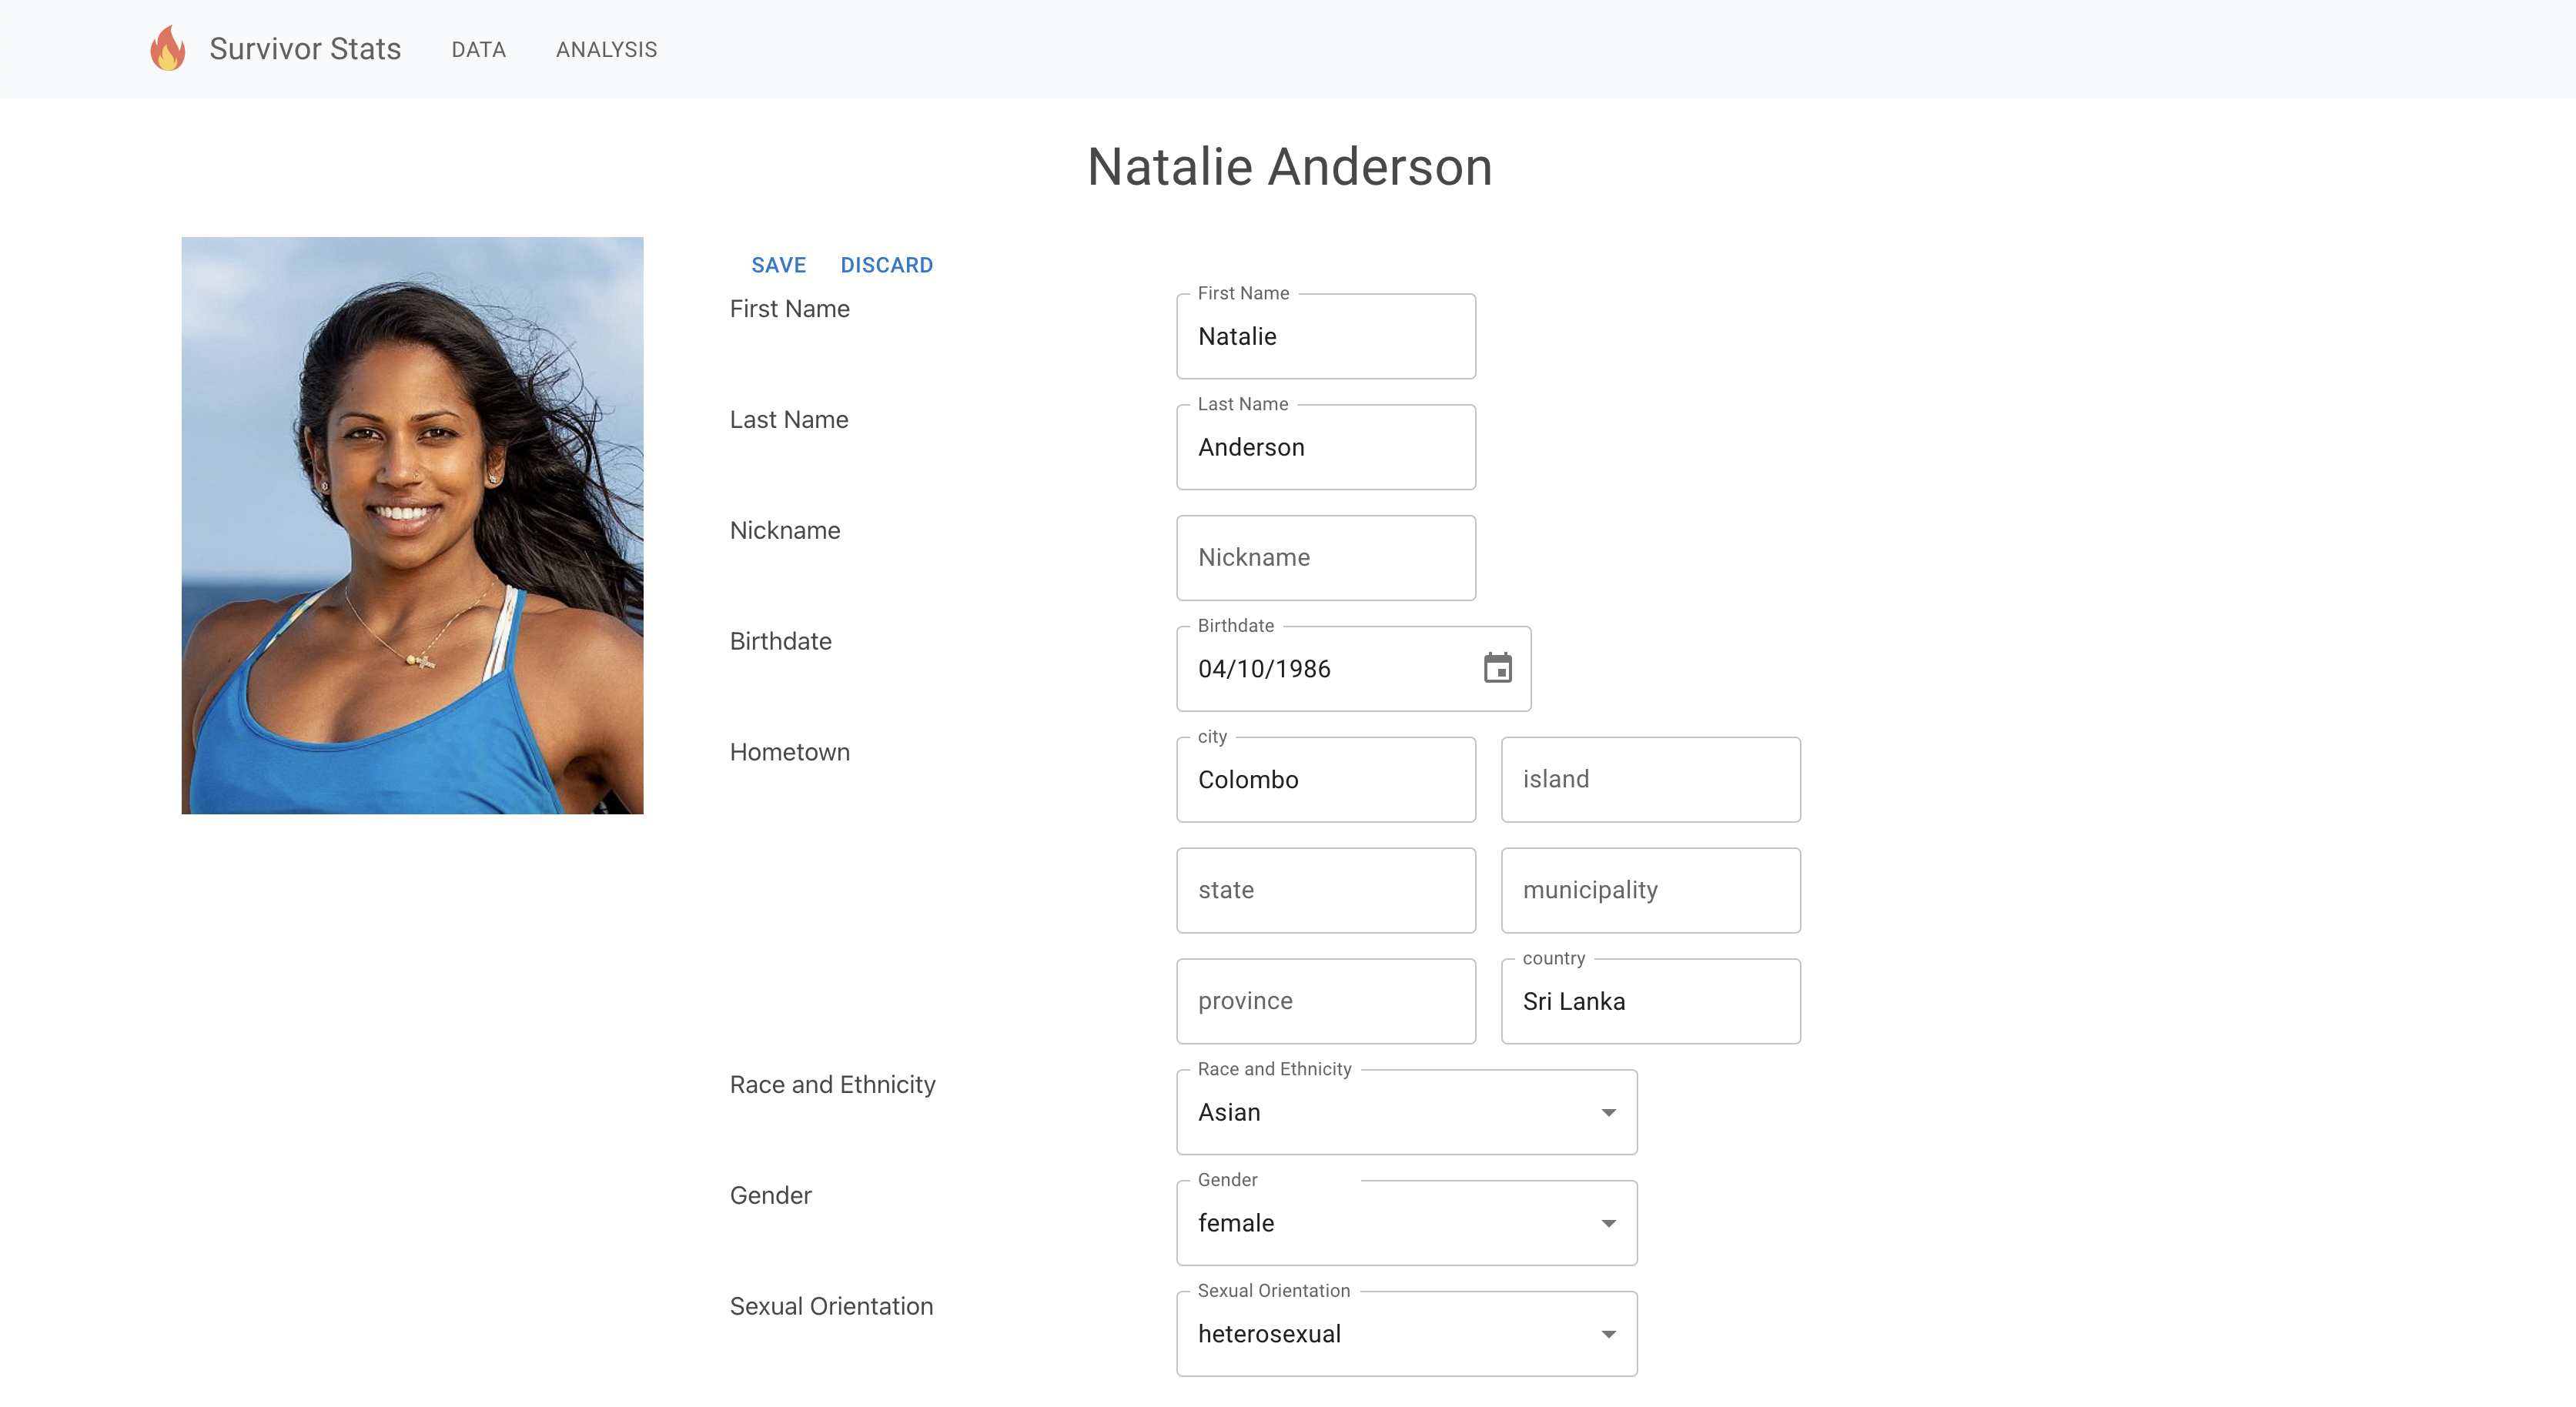 Survivor Stats DATA ANALYSIS
Natalie Anderson
SAVE DISCARD
First Name
First Name
Natalie
Last Name
Last Name
Anderson
Nickname
Nickname
Birthdate
Birthdate
04/10/1986
Hometown
city
Colombo
island
state
municipality
province
country
Sri Lanka
Race and Ethnicity
Race and Ethnicity
Asian
Gender
Gender
female
Sexual Orientation
Sexual Orientation
heterosexual